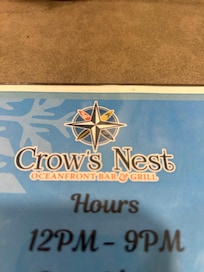 Crow's Nest
OCEANFRONT BAR & GRILL
Hours
12PM - 9PM